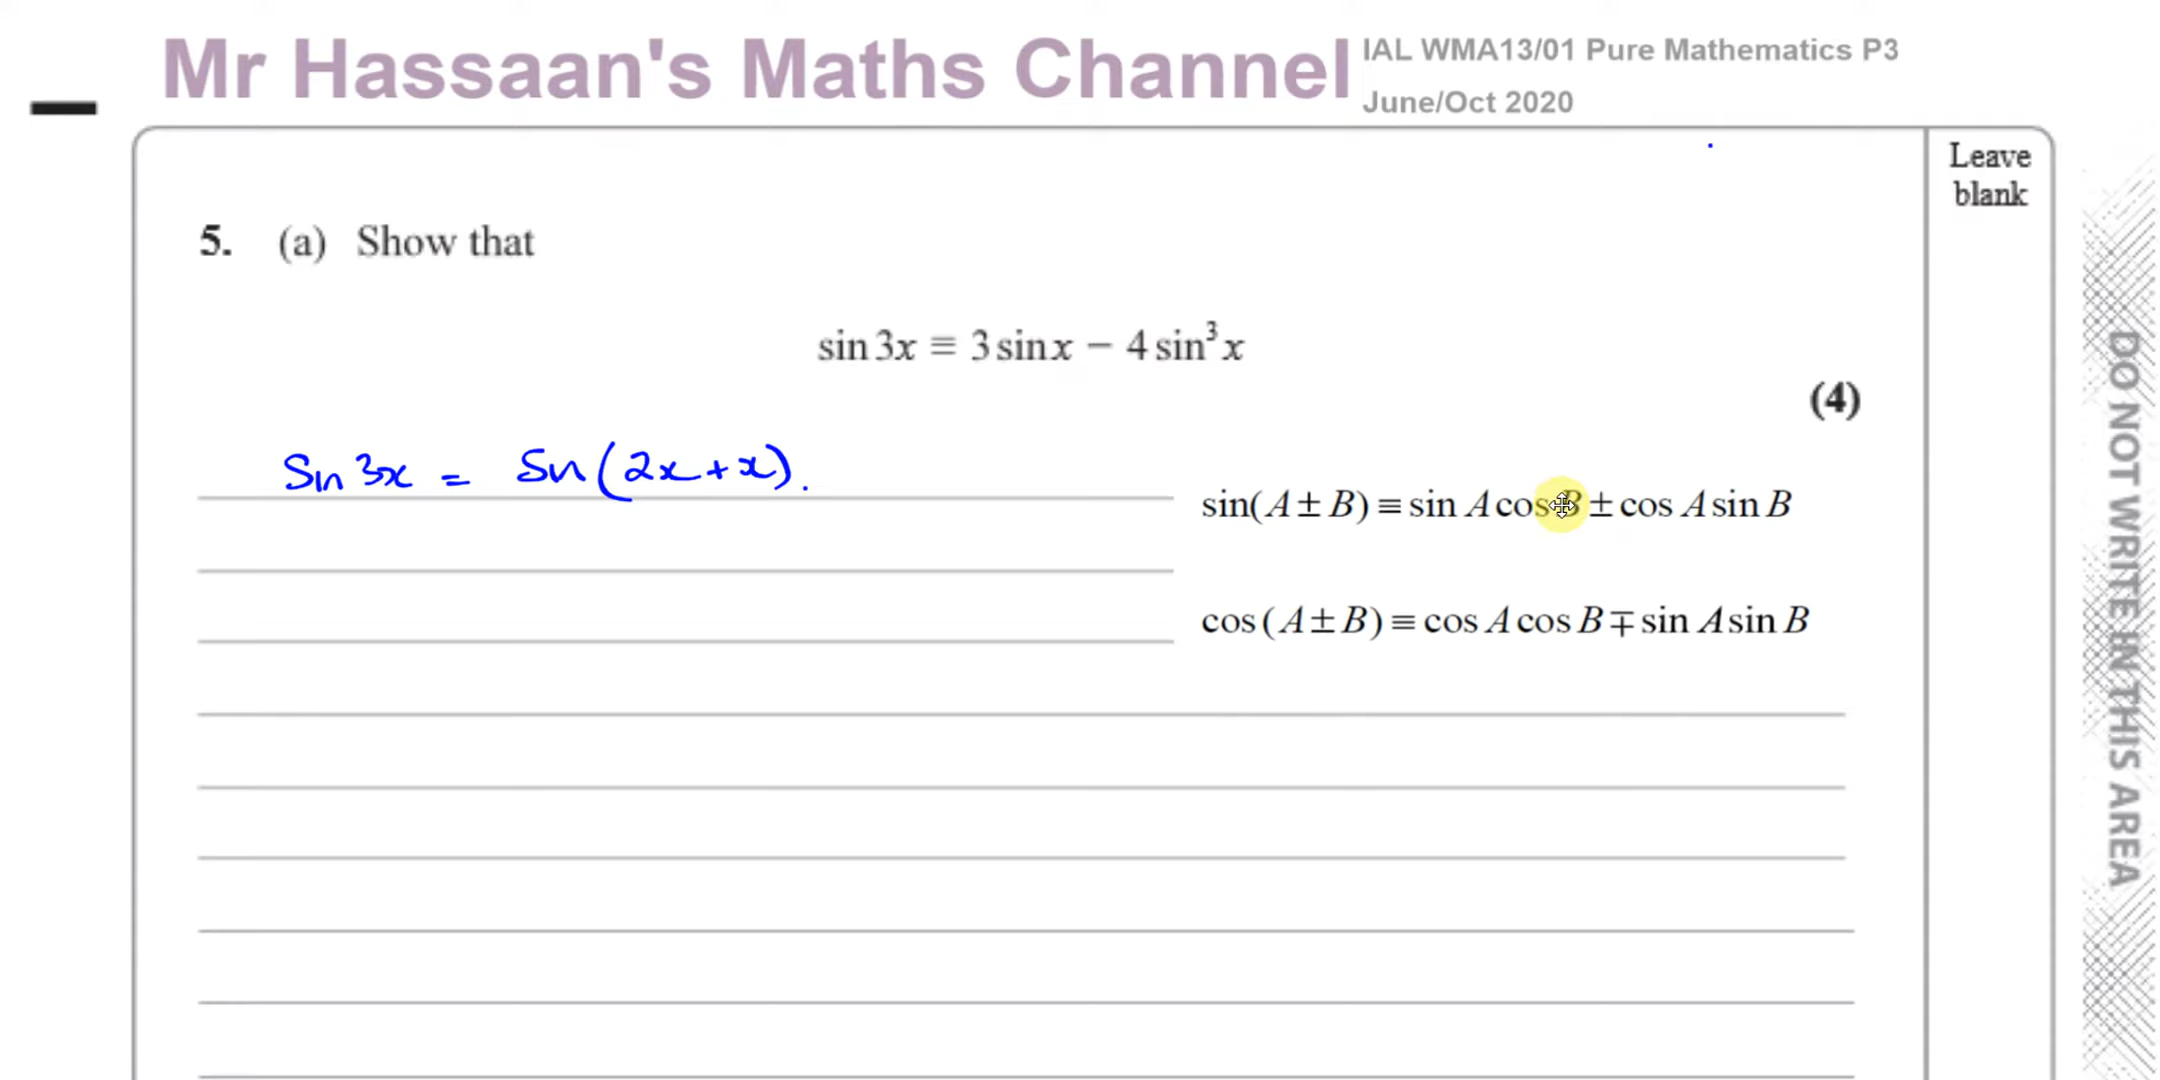 Mr Hassaan's Maths Channel
IAL WMA13/01 Pure Mathematics P3
June/Oct 2020
Leave
blank
5. (a) Show that
sin 3x ≡ 3 sin x − 4 sin³ x
(4)
Sin 3x = Sin (2x + x).
sin(A ± B) ≡ sin A cos B ± cos A sin B
cos(A ± B) ≡ cos A cos B ∓ sin A sin B
DO NOT WRITE IN THIS AREA